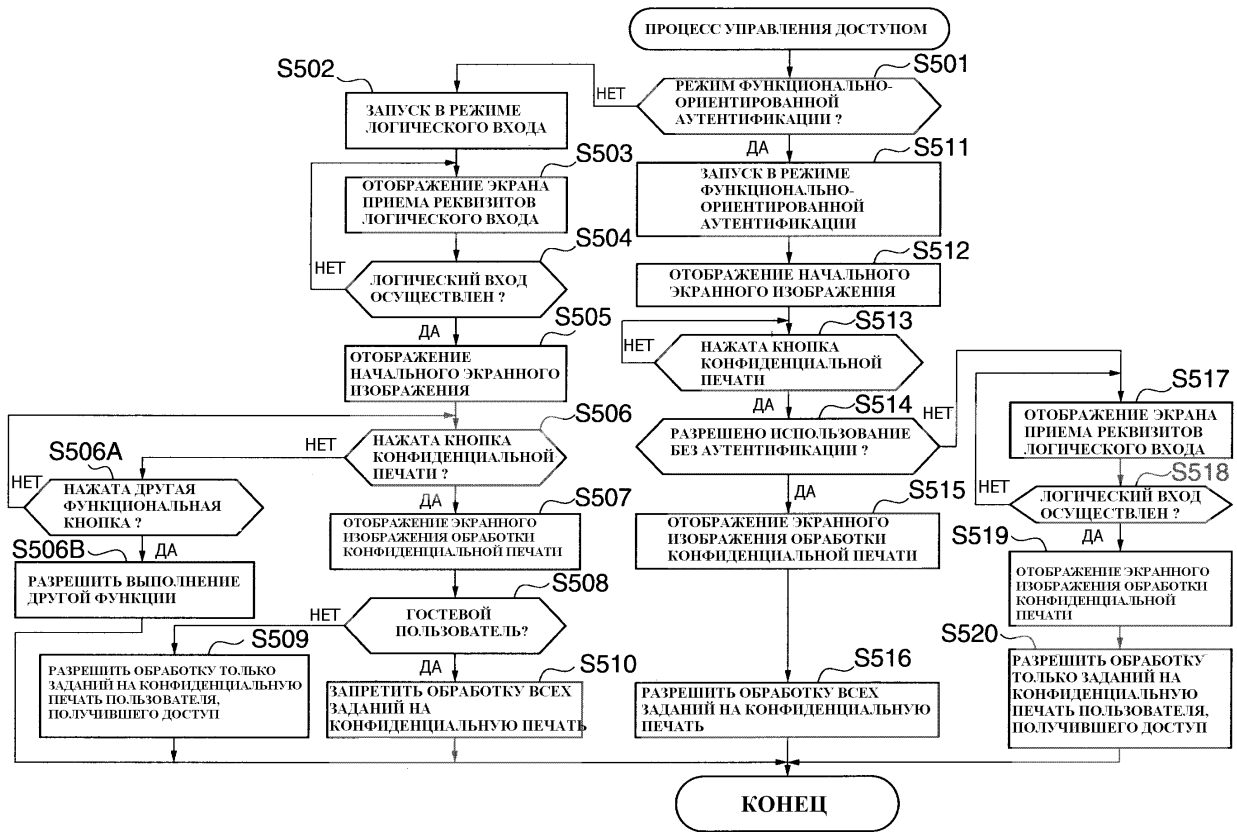 ПРОЦЕСС УПРАВЛЕНИЯ ДОСТУПОМ
S501
РЕЖИМ ФУНКЦИОНАЛЬНО-
ОРИЕНТИРОВАННОЙ
АУТЕНТИФИКАЦИИ ?
НЕТ
ДА
S502
ЗАПУСК В РЕЖИМЕ
ЛОГИЧЕСКОГО ВХОДА
S503
ОТОБРАЖЕНИЕ ЭКРАНА
ПРИЕМА РЕКВИЗИТОВ
ЛОГИЧЕСКОГО ВХОДА
S504
НЕТ
ЛОГИЧЕСКИЙ ВХОД
ОСУЩЕСТВЛЕН ?
ДА
S505
ОТОБРАЖЕНИЕ
НАЧАЛЬНОГО ЭКРАННОГО
ИЗОБРАЖЕНИЯ
S506
НЕТ
НАЖАТА КНОПКА
КОНФИДЕНЦИАЛЬНОЙ
ПЕЧАТИ ?
ДА
S506A
НЕТ
НАЖАТА ДРУГАЯ
ФУНКЦИОНАЛЬНАЯ
КНОПКА ?
ДА
S506B
РАЗРЕШИТЬ ВЫПОЛНЕНИЕ
ДРУГОЙ ФУНКЦИИ
S507
ОТОБРАЖЕНИЕ ЭКРАННОГО
ИЗОБРАЖЕНИЯ ОБРАБОТКИ
КОНФИДЕНЦИАЛЬНОЙ ПЕЧАТИ
S508
НЕТ
ГОСТЕВОЙ
ПОЛЬЗОВАТЕЛЬ?
ДА
S509
РАЗРЕШИТЬ ОБРАБОТКУ ТОЛЬКО
ЗАДАНИЙ НА КОНФИДЕНЦИАЛЬНУЮ
ПЕЧАТЬ ПОЛЬЗОВАТЕЛЯ,
ПОЛУЧИВШЕГО ДОСТУП
S510
ЗАПРЕТИТЬ ОБРАБОТКУ ВСЕХ
ЗАДАНИЙ НА
КОНФИДЕНЦИАЛЬНУЮ ПЕЧАТЬ
S511
ЗАПУСК В РЕЖИМЕ
ФУНКЦИОНАЛЬНО-
ОРИЕНТИРОВАННОЙ
АУТЕНТИФИКАЦИИ
S512
ОТОБРАЖЕНИЕ НАЧАЛЬНОГО
ЭКРАННОГО ИЗОБРАЖЕНИЯ
S513
НЕТ
НАЖАТА КНОПКА
КОНФИДЕНЦИАЛЬНОЙ
ПЕЧАТИ
ДА
S514
НЕТ
РАЗРЕШЕНО ИСПОЛЬЗОВАНИЕ
БЕЗ АУТЕНТИФИКАЦИИ ?
ДА
S515
ОТОБРАЖЕНИЕ ЭКРАННОГО
ИЗОБРАЖЕНИЯ ОБРАБОТКИ
КОНФИДЕНЦИАЛЬНОЙ ПЕЧАТИ
S516
РАЗРЕШИТЬ ОБРАБОТКУ ВСЕХ
ЗАДАНИЙ НА КОНФИДЕНЦИАЛЬНУЮ
ПЕЧАТЬ
S517
ОТОБРАЖЕНИЕ ЭКРАНА
ПРИЕМА РЕКВИЗИТОВ
ЛОГИЧЕСКОГО ВХОДА
S518
НЕТ
ЛОГИЧЕСКИЙ ВХОД
ОСУЩЕСТВЛЕН ?
ДА
S519
ОТОБРАЖЕНИЕ ЭКРАННОГО
ИЗОБРАЖЕНИЯ ОБРАБОТКИ
КОНФИДЕНЦИАЛЬНОЙ
ПЕЧАТИ
S520
РАЗРЕШИТЬ ОБРАБОТКУ
ТОЛЬКО ЗАДАНИЙ НА
КОНФИДЕНЦИАЛЬНУЮ
ПЕЧАТЬ ПОЛЬЗОВАТЕЛЯ,
ПОЛУЧИВШЕГО ДОСТУП
КОНЕЦ